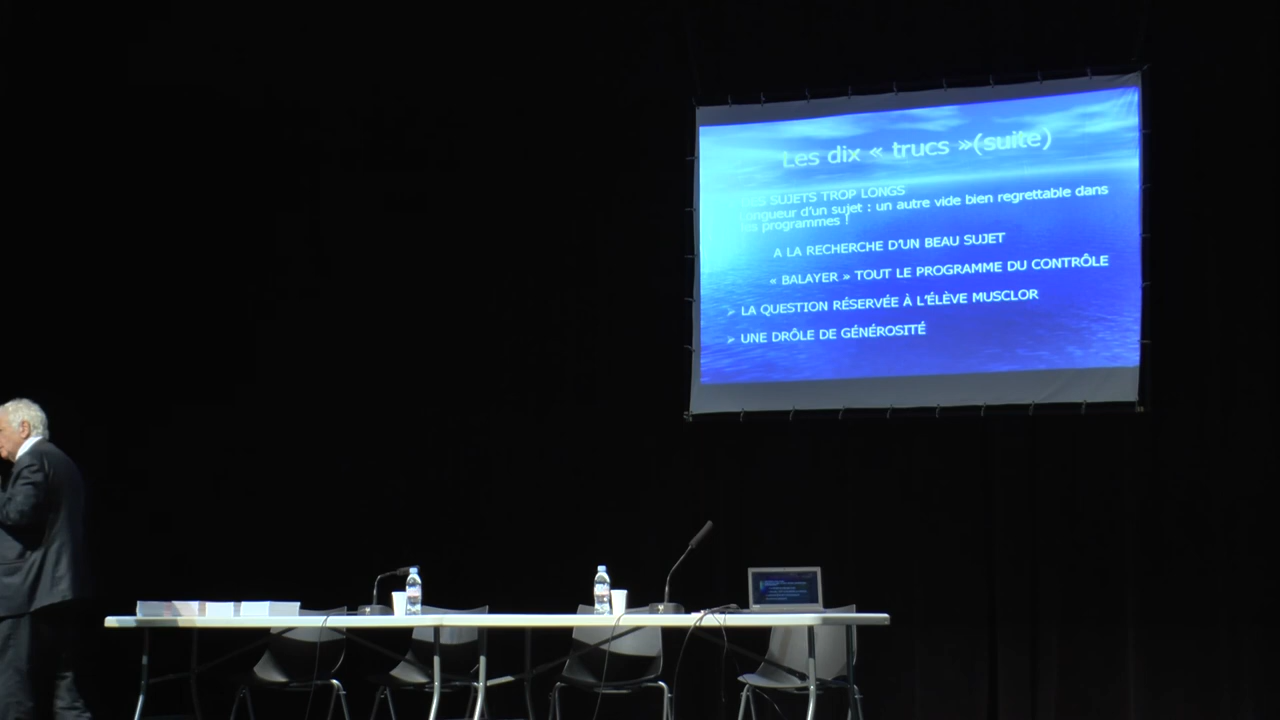 Les dix « trucs »(suite)
SUJETS TROP LONGS
Longueur d'un sujet : un autre vide bien regrettable dans
les programmes !
A LA RECHERCHE D'UN BEAU SUJET
« BALAYER » TOUT LE PROGRAMME DU CONTRÔLE
➢ LA QUESTION RÉSERVÉE À L'ÉLÈVE MUSCLOR
➢ UNE DRÔLE DE GÉNÉROSITÉ